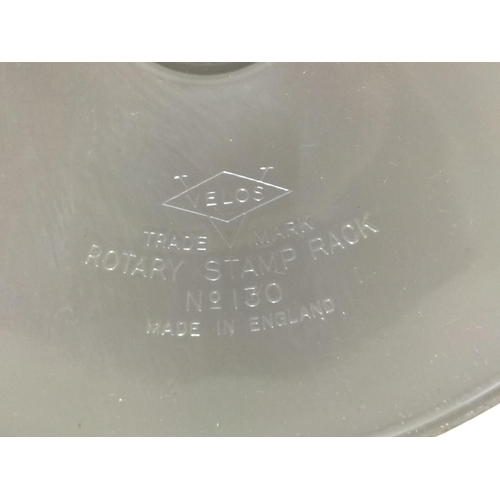 VELOS
TRADE MARK
ROTARY STAMP RACK
Nº 130
MADE IN ENGLAND